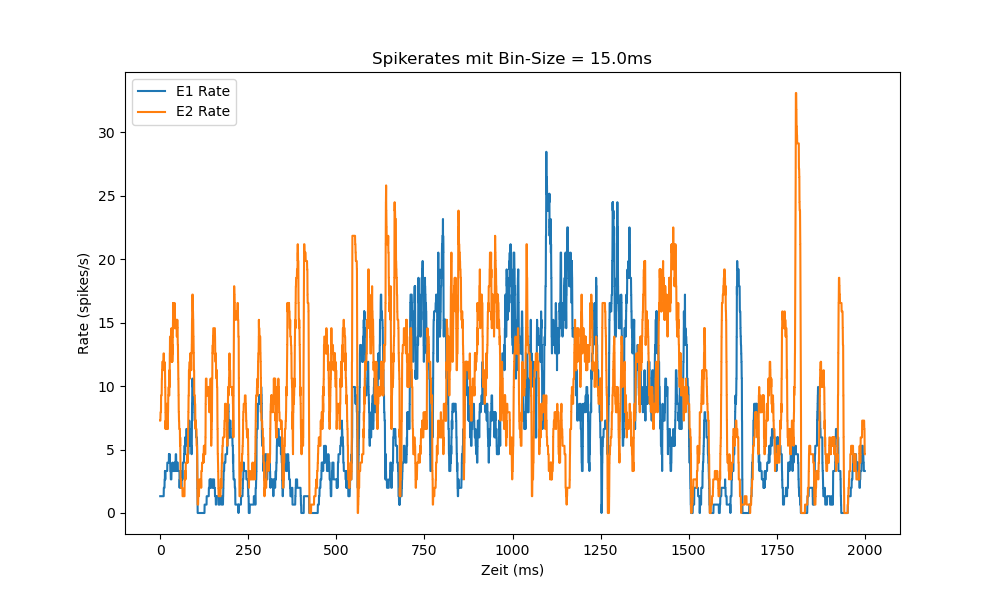 Spikerates mit Bin-Size = 15.0ms
E1 Rate
E2 Rate
Rate (spikes/s)
30
25
20
15
10
5
0
0 250 500 750 1000 1250 1500 1750 2000
Zeit (ms)